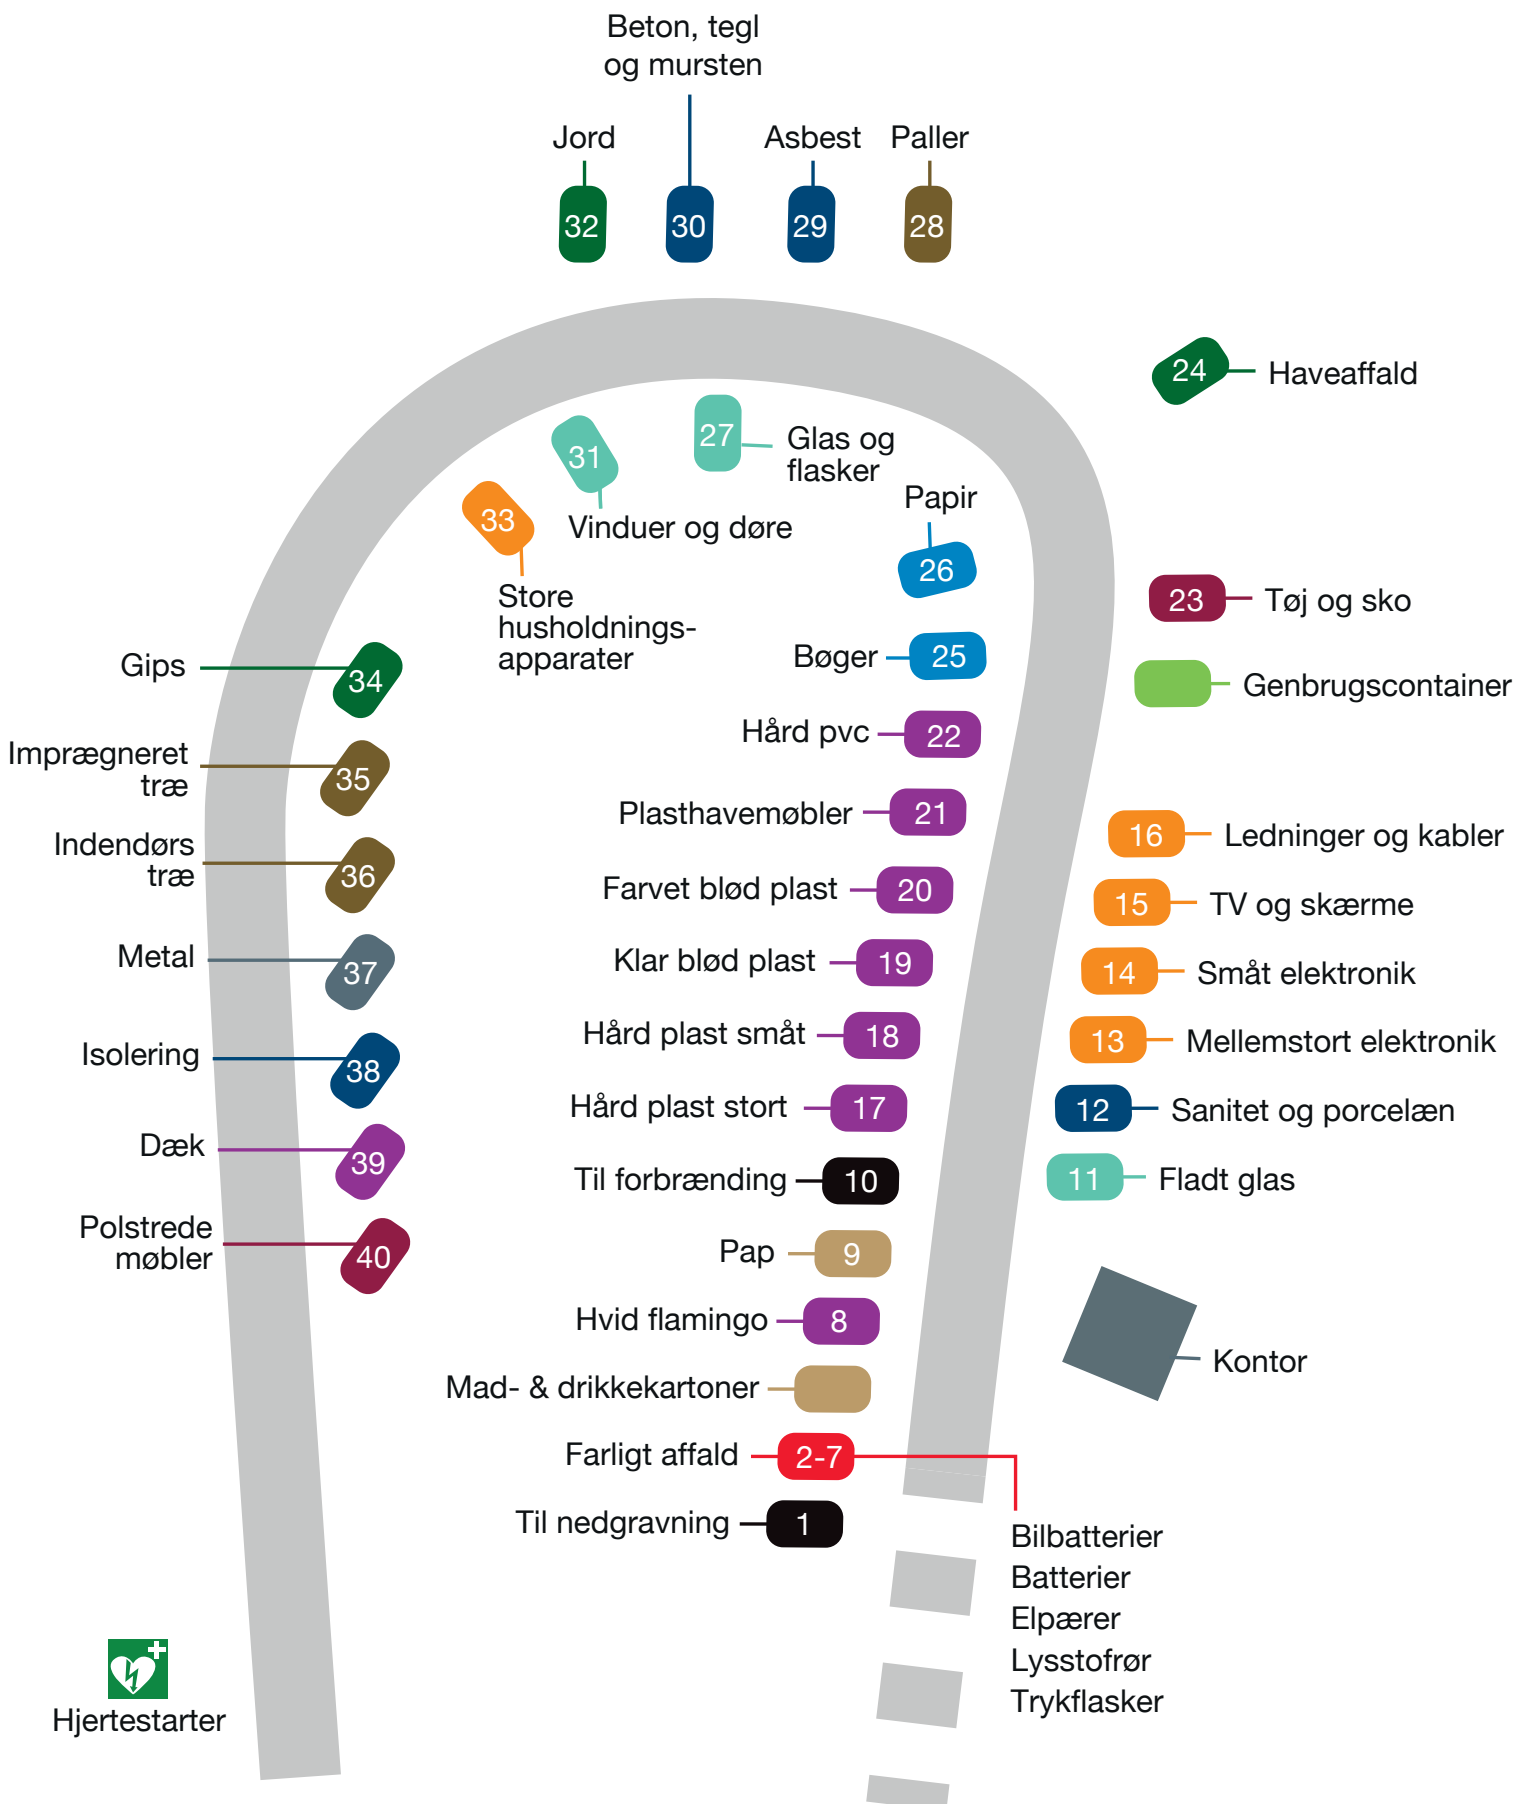 Beton, tegl
og mursten
Jord
Asbest
Paller
32
30
29
28
24
Haveaffald
27
Glas og
flasker
31
Vinduer og døre
33
Store
husholdnings-
apparater
Papir
26
23
Tøj og sko
Bøger
25
Genbrugscontainer
Gips
34
Hård pvc
22
Imprægneret
træ
35
Plasthavemøbler
21
16
Ledninger og kabler
Indendørs
træ
36
Farvet blød plast
20
15
TV og skærme
Metal
37
Klar blød plast
19
14
Småt elektronik
Isolering
38
Hård plast småt
18
13
Mellemstort elektronik
Hård plast stort
17
12
Sanitet og porcelæn
Dæk
39
Til forbrænding
10
11
Fladt glas
Polstrede
møbler
40
Pap
9
Hvid flamingo
8
Kontor
Mad- & drikkekartoner
Farligt affald
2-7
Til nedgravning
1
Bilbatterier
Batterier
Elpærer
Lysstofrør
Trykflasker
Hjertestarter